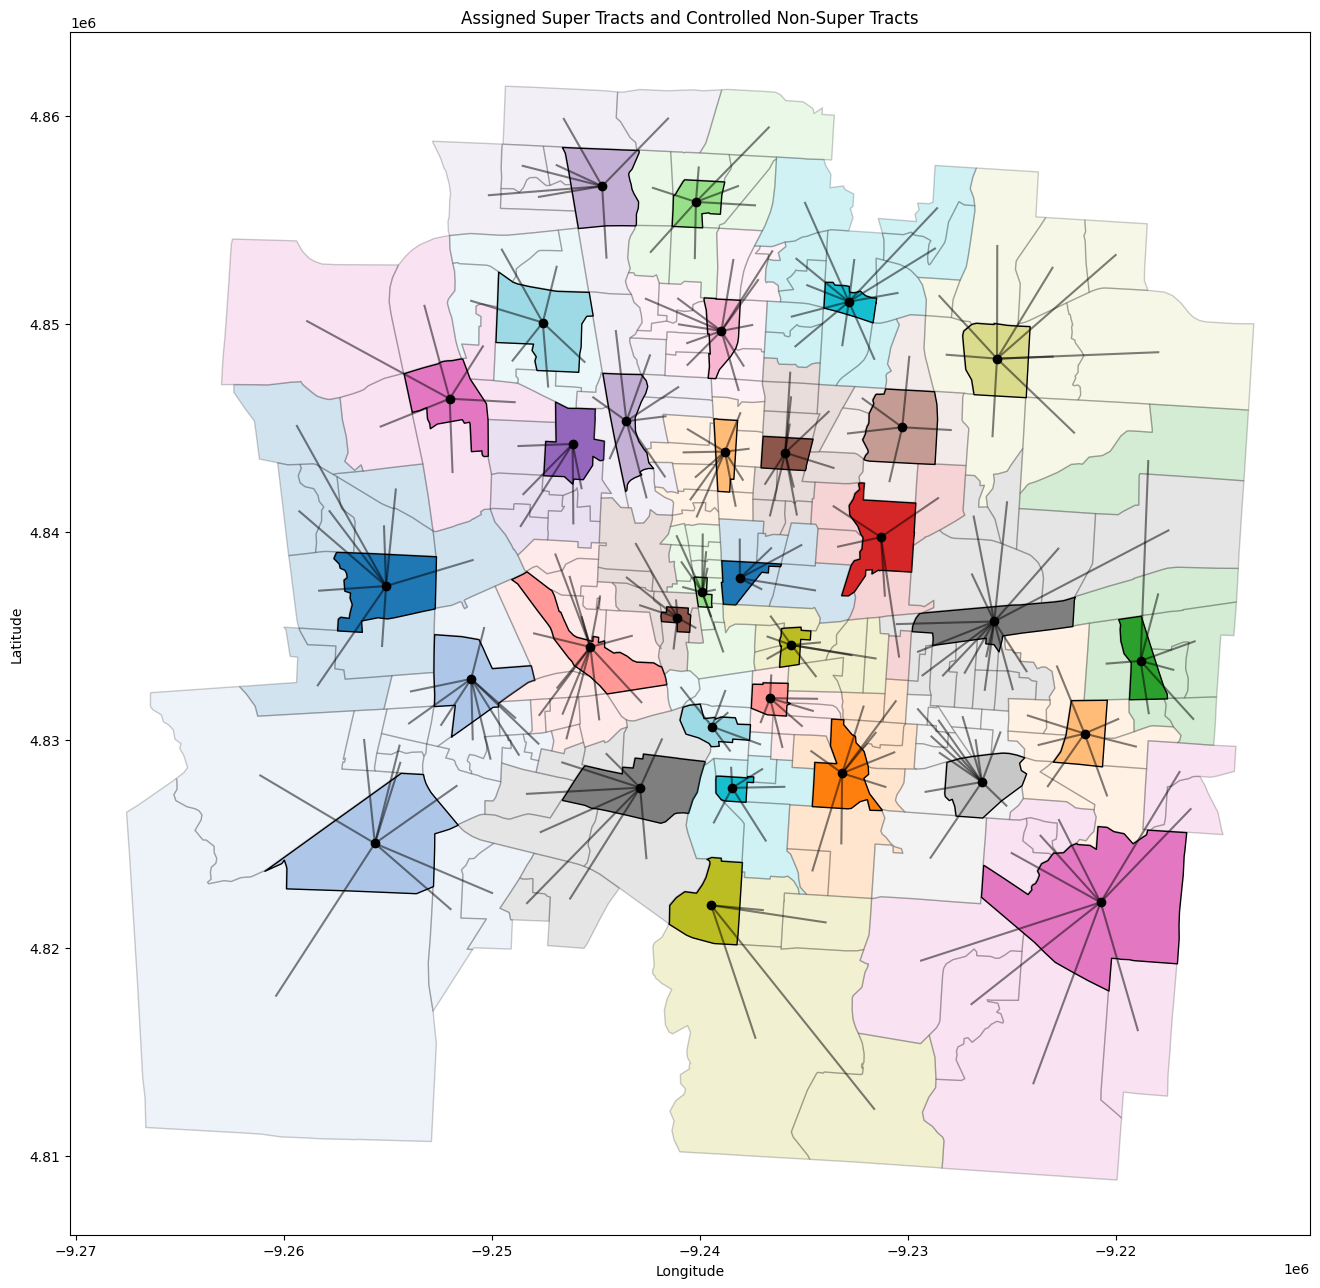 Assigned Super Tracts and Controlled Non-Super Tracts
1e6
4.86
4.85
4.84
4.83
4.82
4.81
Latitude
−9.27
−9.26
−9.25
−9.24
−9.23
−9.22
Longitude
1e6